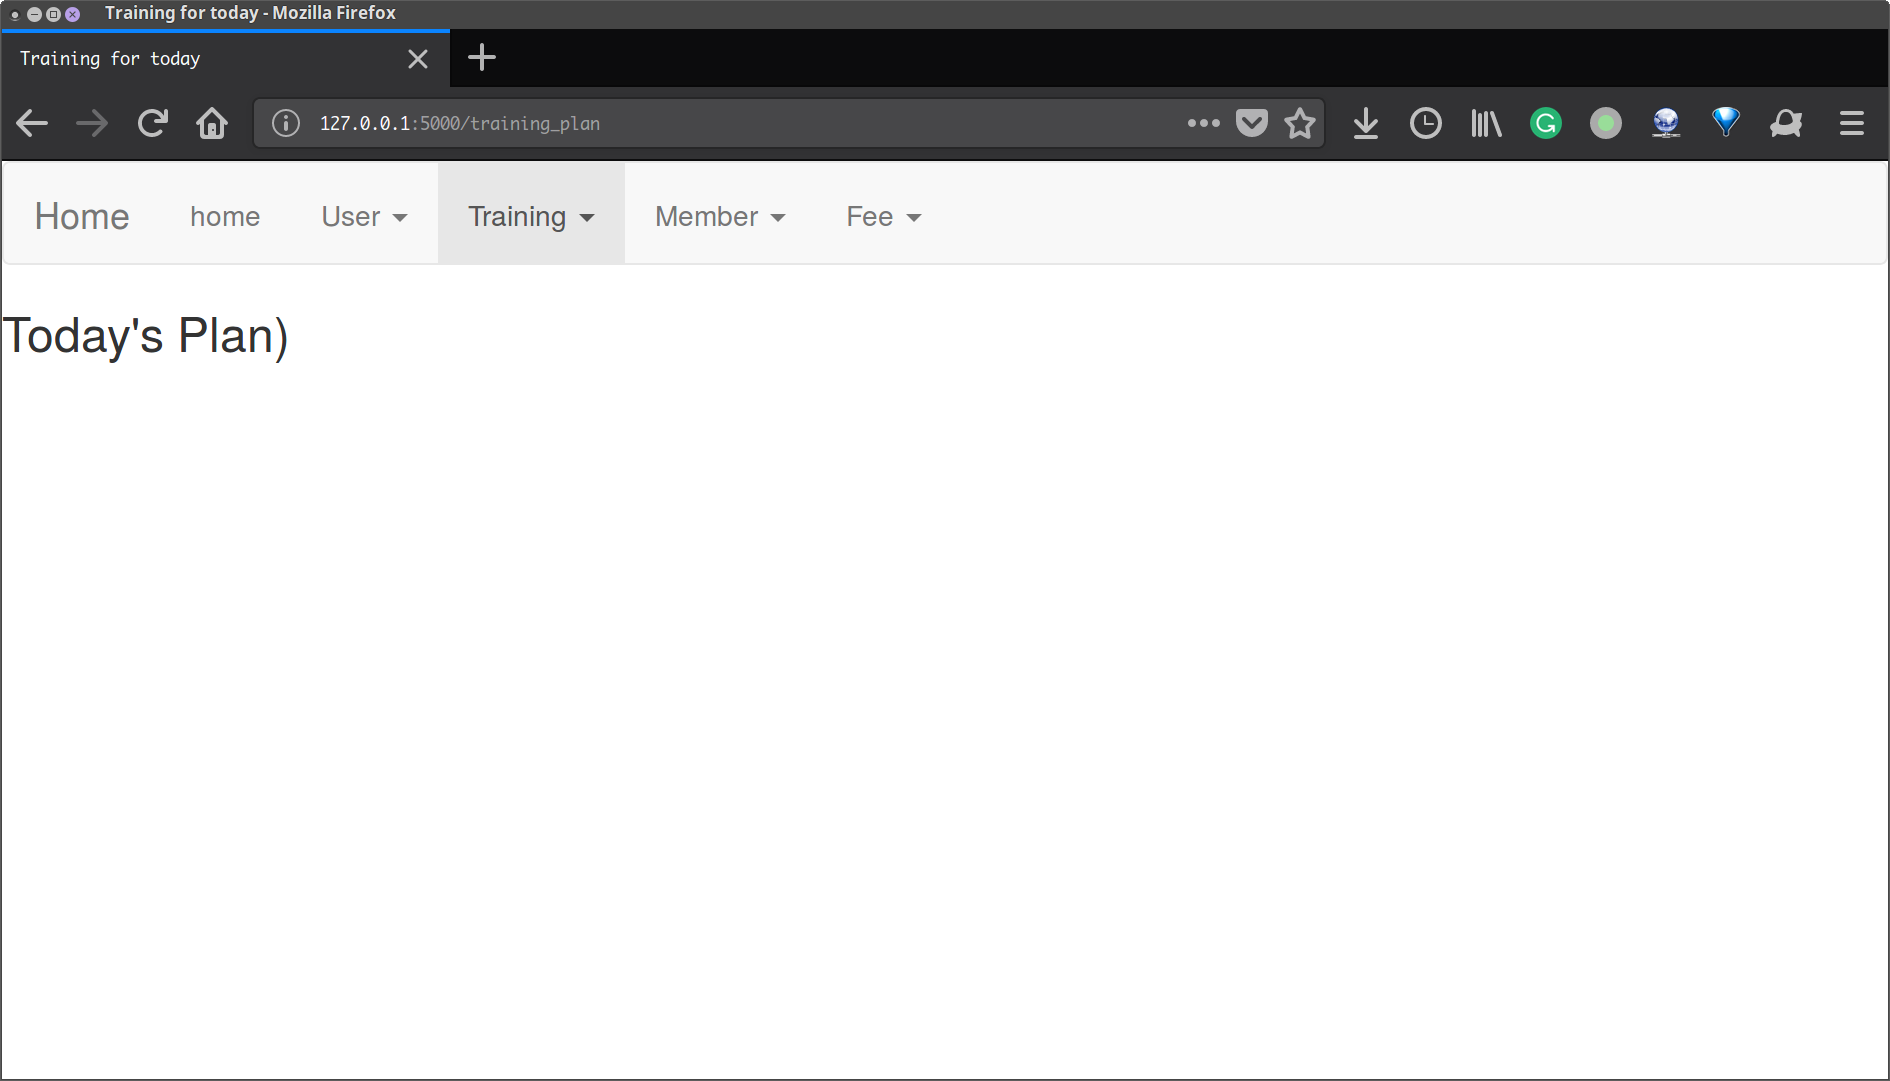 Training for today - Mozilla Firefox
Training for today
127.0.0.1:5000/training_plan
Home home User Training Member Fee
Today's Plan)